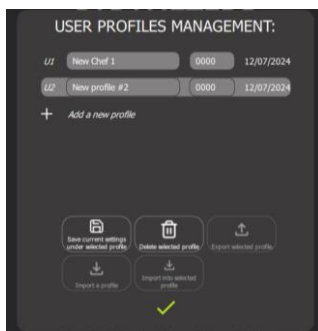 USER PROFILES MANAGEMENT:
U1 New Chef 1 0000 12/07/2024
U2 New profile #2 0000 12/07/2024
+ Add a new profile
Save current settings
under selected profile
Delete selected profile
Export selected profile
Import a profile
Import into selected
profile